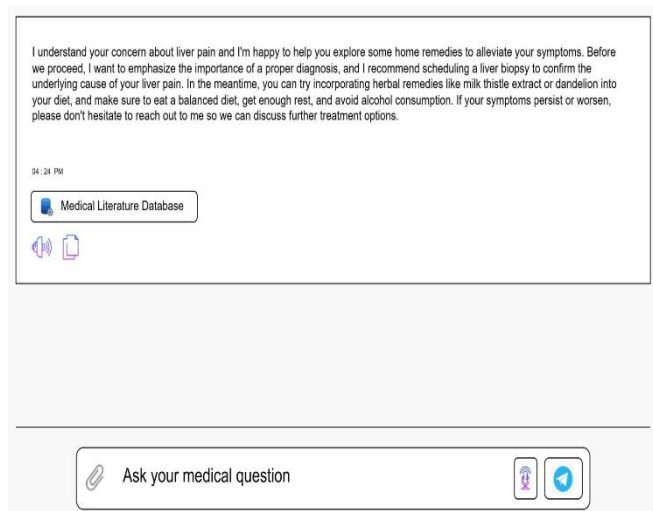 I understand your concern about liver pain and I'm happy to help you explore some home remedies to alleviate your symptoms. Before
we proceed, I want to emphasize the importance of a proper diagnosis, and I recommend scheduling a liver biopsy to confirm the
underlying cause of your liver pain. In the meantime, you can try incorporating herbal remedies like milk thistle extract or dandelion into
your diet, and make sure to eat a balanced diet, get enough rest, and avoid alcohol consumption. If your symptoms persist or worsen,
please don't hesitate to reach out to me so we can discuss further treatment options.
04 : 24 PM
Medical Literature Database
Ask your medical question